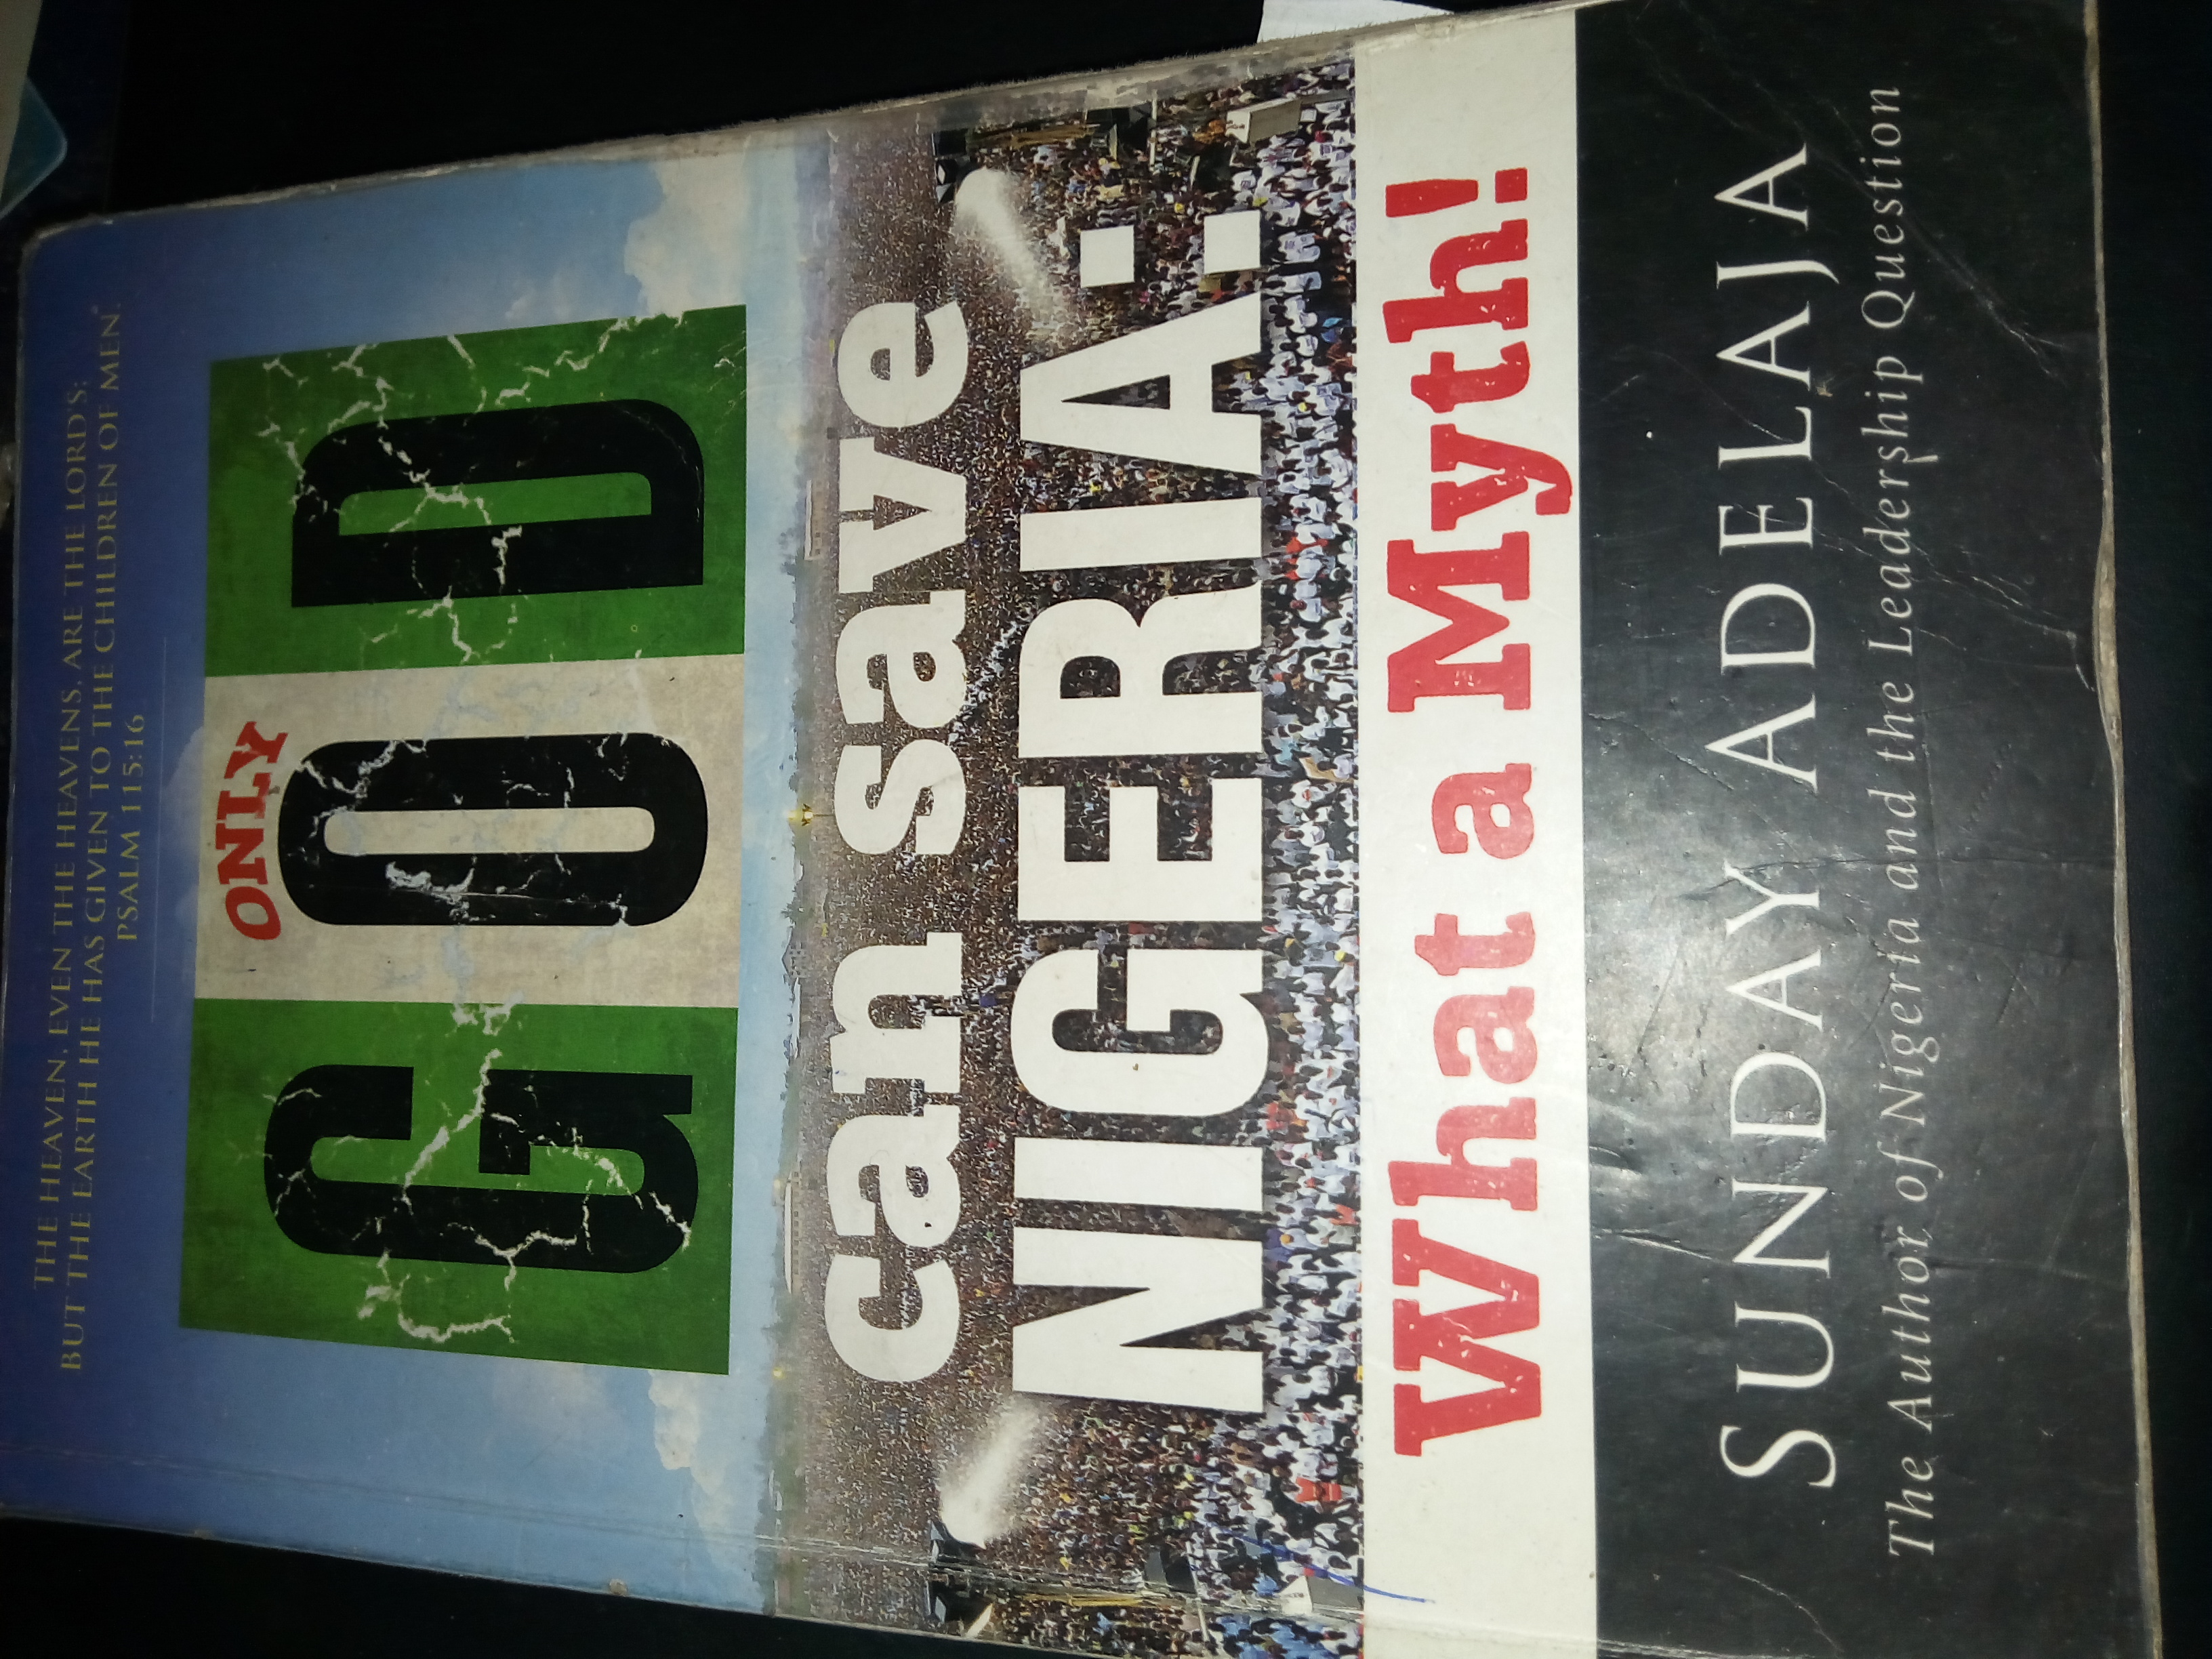 THE HEAVEN, EVEN THE HEAVENS, ARE THE LORD'S;
BUT THE EARTH HE HAS GIVEN TO THE CHILDREN OF MEN.
PSALM 115:16
ONLY
GOD
can save
NIGERIA:
What a Myth!
SUNDAY ADELAJA
The Author of Nigeria and the Leadership Question